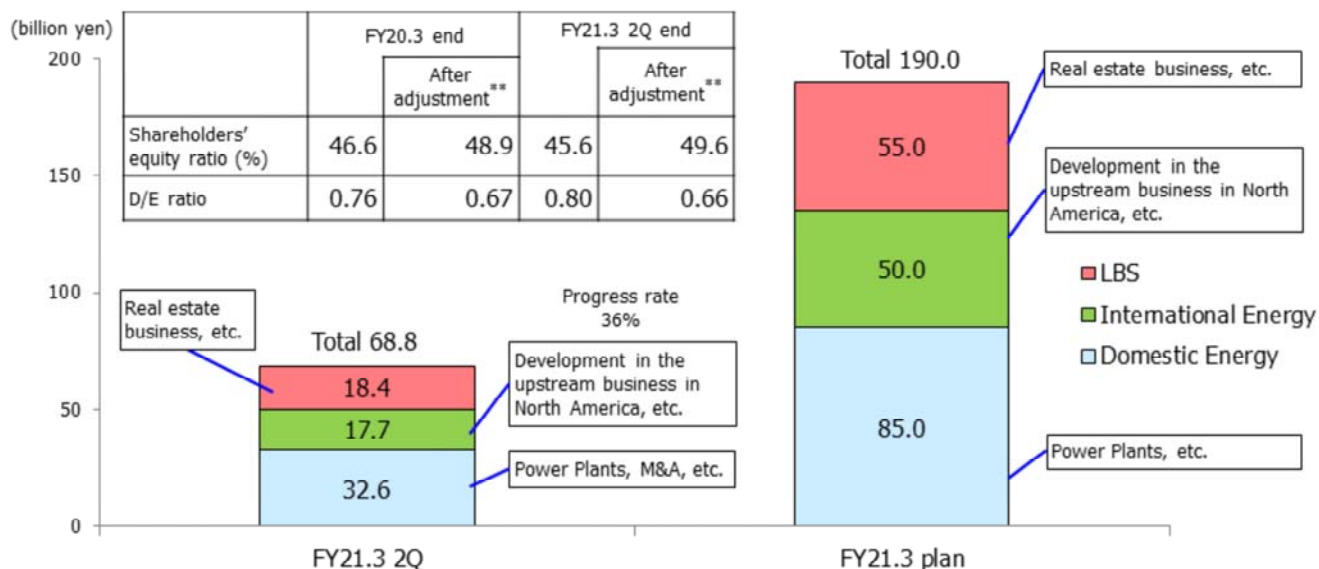 (billion yen)
200
150
100
50
0
FY20.3 end
FY21.3 2Q end
After
adjustment**
After
adjustment**
Shareholders'
equity ratio (%)
46.6
48.9
45.6
49.6
D/E ratio
0.76
0.67
0.80
0.66
Total 190.0
Real estate business, etc.
55.0
Development in the
upstream business in North
America, etc.
50.0
LBS
International Energy
Domestic Energy
85.0
Power Plants, etc.
Real estate
business, etc.
Progress rate
36%
Total 68.8
18.4
Development in the
upstream business in
North America, etc.
17.7
Power Plants, M&A, etc.
32.6
FY21.3 2Q
FY21.3 plan